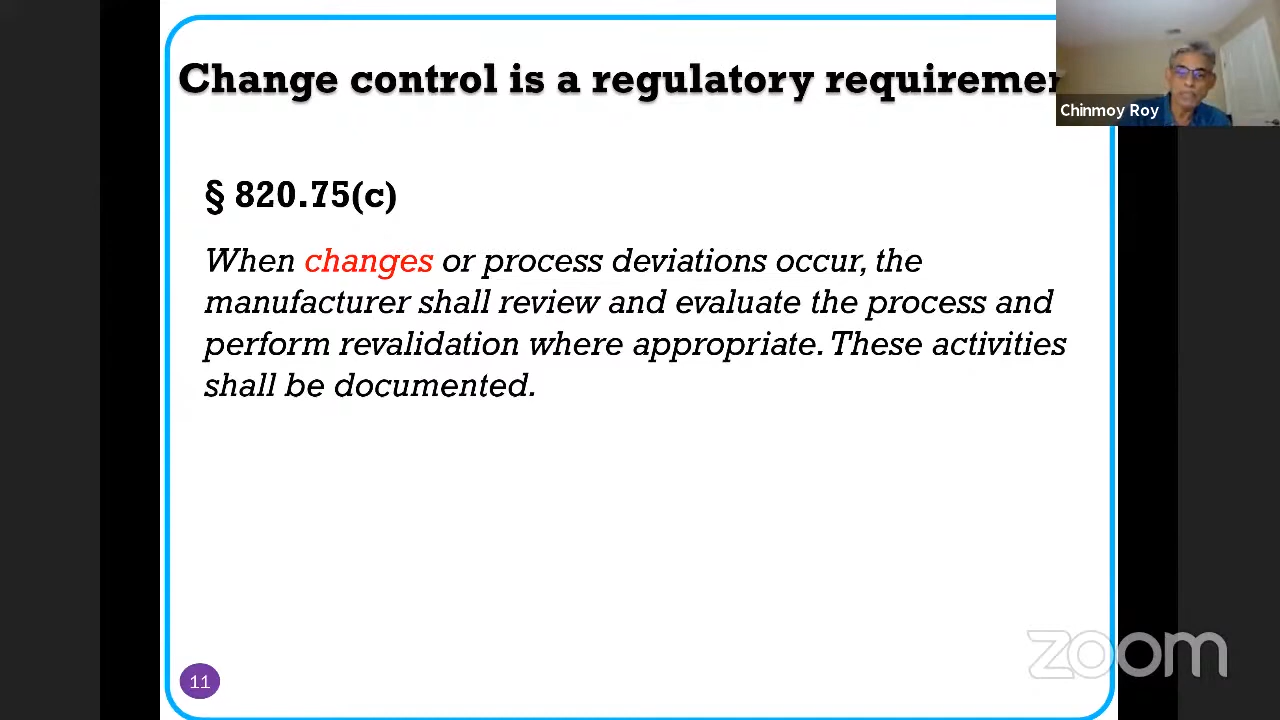 Change control is a regulatory requiremen
Chinmoy Roy
§ 820.75(c)
When changes or process deviations occur, the
manufacturer shall review and evaluate the process and
perform revalidation where appropriate. These activities
shall be documented.
11
zoom